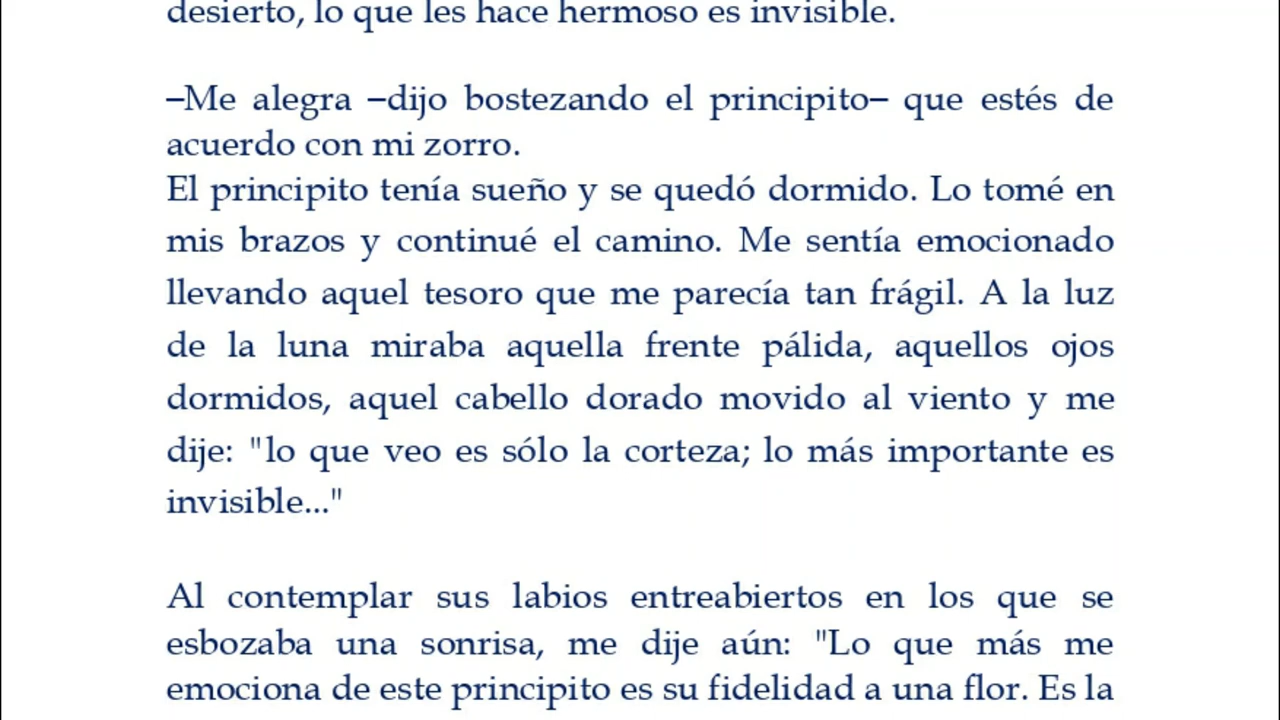 desierto, lo que les hace hermoso es invisible.
–Me alegra –dijo bostezando el principito– que estés de
acuerdo con mi zorro.
El principito tenía sueño y se quedó dormido. Lo tomé en
mis brazos y continué el camino. Me sentía emocionado
llevando aquel tesoro que me parecía tan frágil. A la luz
de la luna miraba aquella frente pálida, aquellos ojos
dormidos, aquel cabello dorado movido al viento y me
dije: "lo que veo es sólo la corteza; lo más importante es
invisible..."
Al contemplar sus labios entreabiertos en los que se
esbozaba una sonrisa, me dije aún: "Lo que más me
emociona de este principito es su fidelidad a una flor. Es la